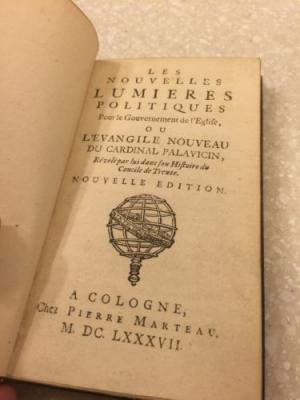 LES
NOUVELLES
LUMIERES
POLITIQUES
Pour le Gouvernement de l'Eglise,
OU
L'EVANGILE NOUVEAU
DU CARDINAL PALAVICIN,
Révelé par lui dans son Histoire du
Concile de Trente.
NOUVELLE EDITION.
A COLOGNE,
Chez PIERRE MARTEAU.
M. DC. LXXXVII.